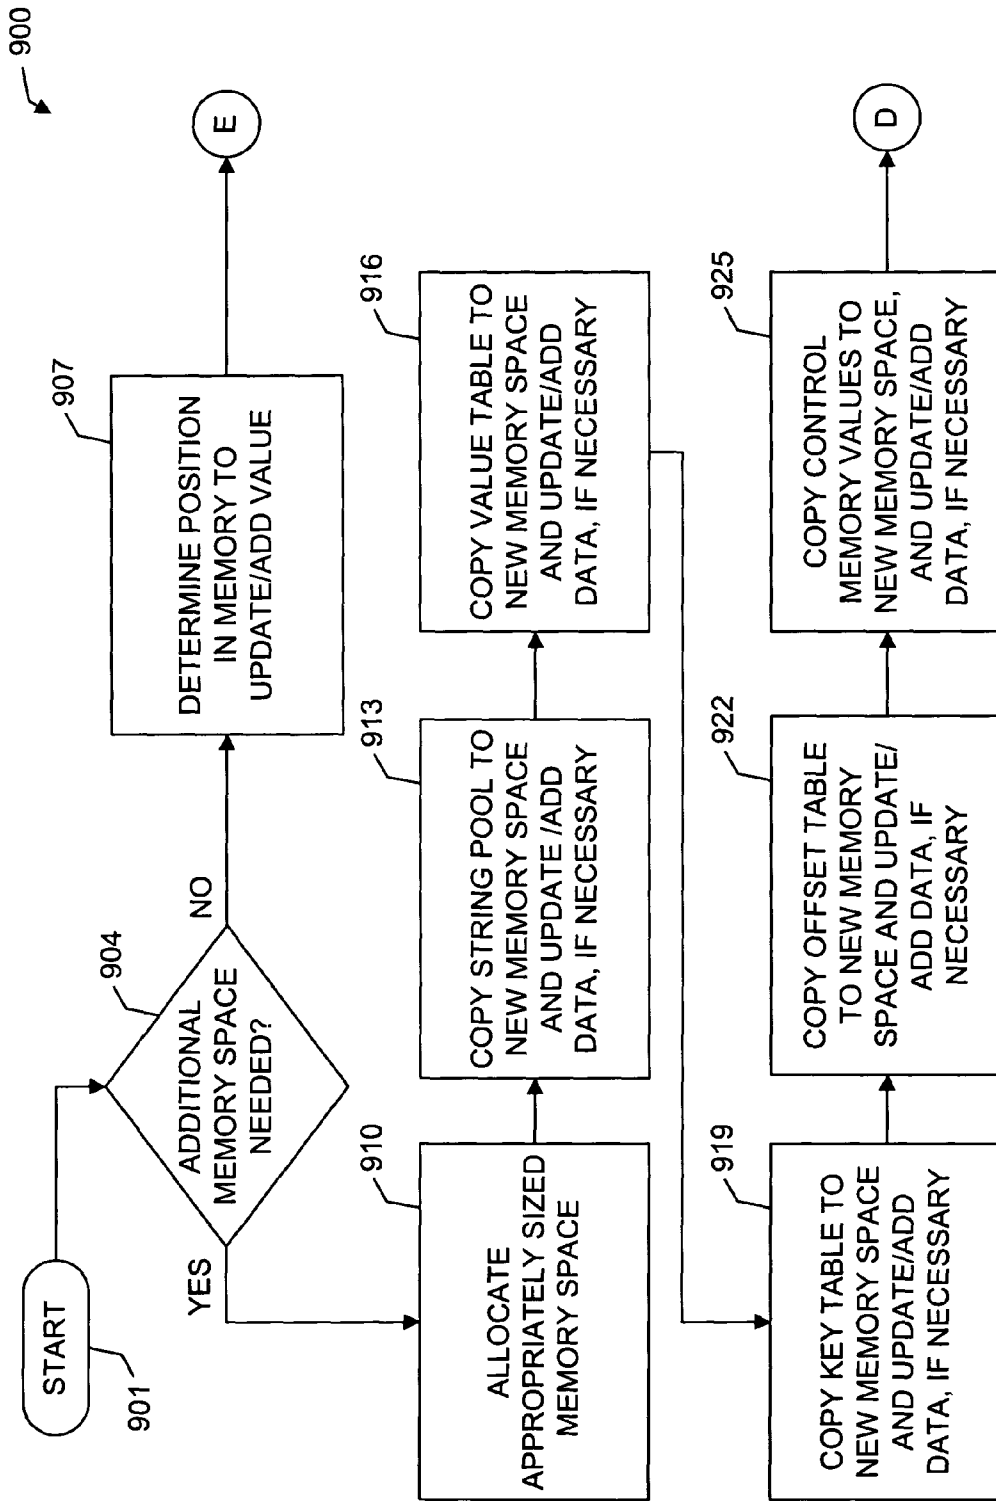 900
START
901
904
ADDITIONAL
MEMORY SPACE
NEEDED?
NO
YES
907
DETERMINE POSITION
IN MEMORY TO
UPDATE/ADD VALUE
E
910
ALLOCATE
APPROPRIATELY SIZED
MEMORY SPACE
913
COPY STRING POOL TO
NEW MEMORY SPACE
AND UPDATE /ADD
DATA, IF NECESSARY
916
COPY VALUE TABLE TO
NEW MEMORY SPACE
AND UPDATE/ADD
DATA, IF NECESSARY
919
COPY KEY TABLE TO
NEW MEMORY SPACE
AND UPDATE/ADD
DATA, IF NECESSARY
922
COPY OFFSET TABLE
TO NEW MEMORY
SPACE AND UPDATE/
ADD DATA, IF
NECESSARY
925
COPY CONTROL
MEMORY VALUES TO
NEW MEMORY SPACE,
AND UPDATE/ADD
DATA, IF NECESSARY
D